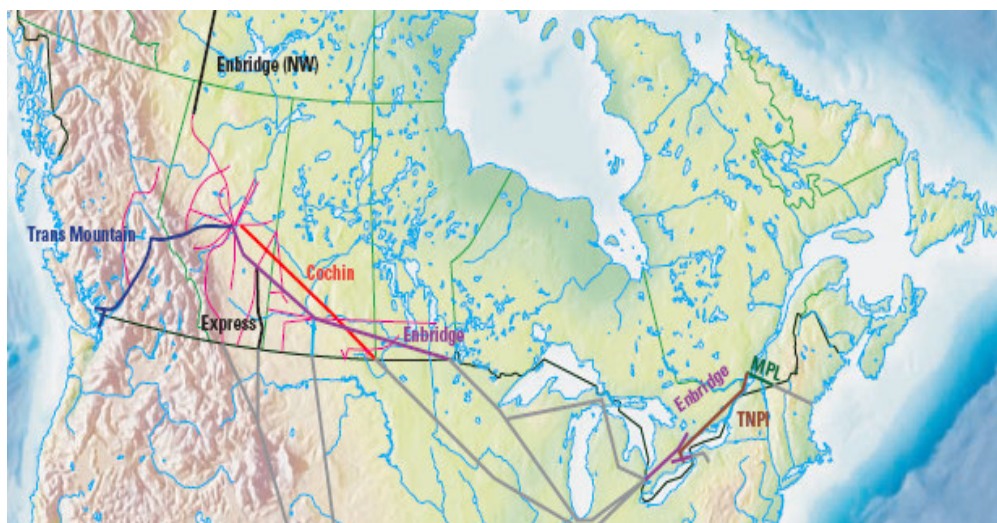 Enbridge (NW)
Trans Mountain
Cochin
Express
Enbridge
MPL
Enbridge
TNPI